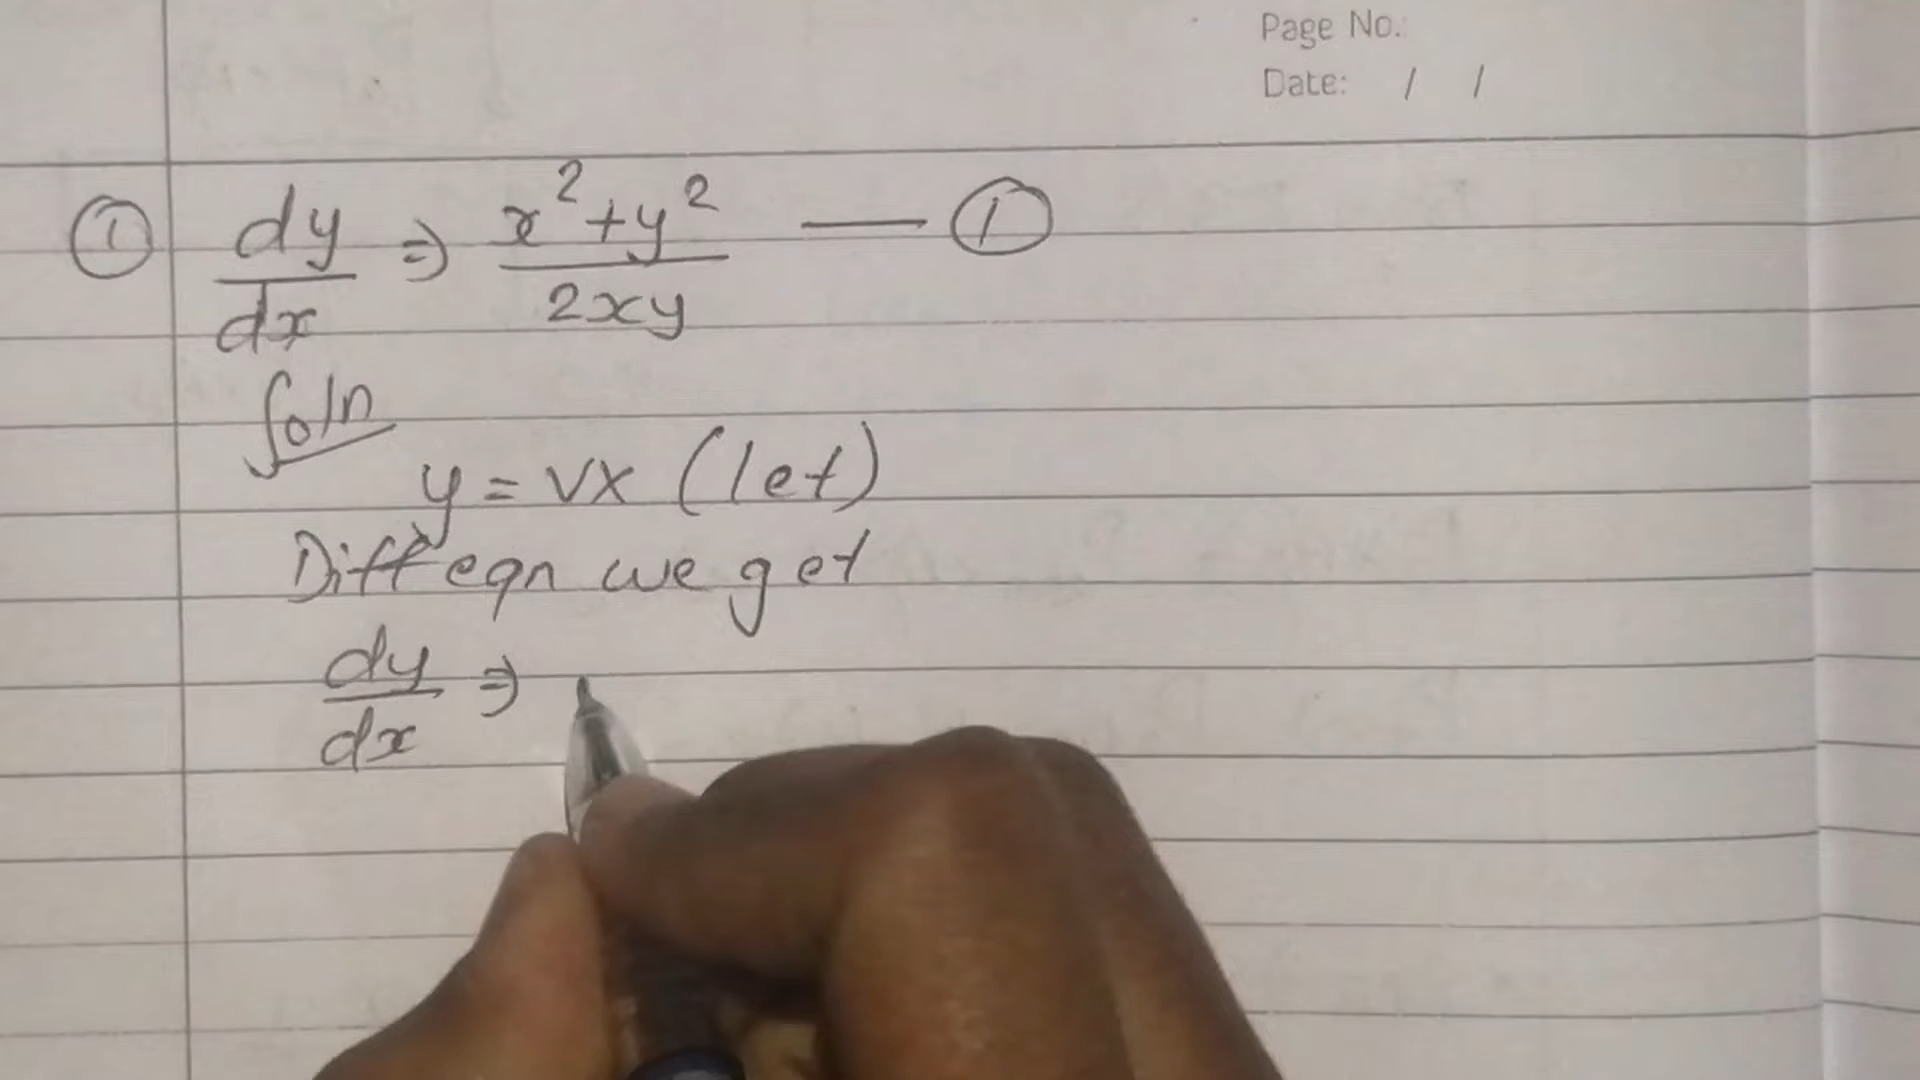 Page No.
Date: / /
① dy/dx ⇒ x²+y²/2xy — ①
Soln
y = vx (let)
Diff eqn we get
dy/dx ⇒